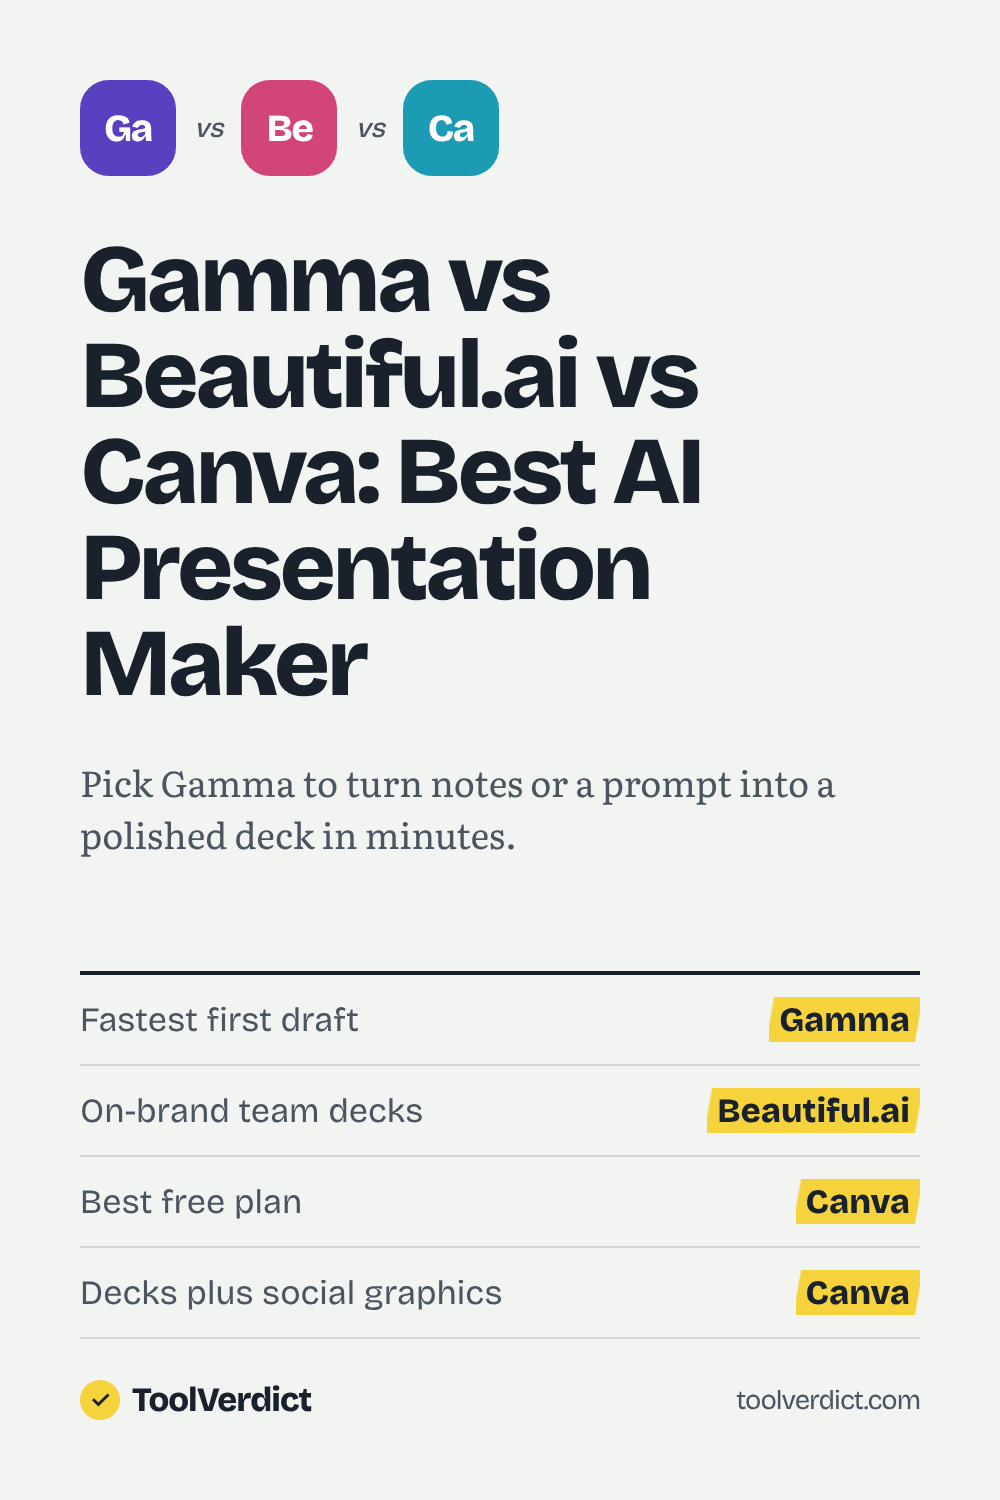 Ga vs Be vs Ca
Gamma vs
Beautiful.ai vs
Canva: Best AI
Presentation
Maker
Pick Gamma to turn notes or a prompt into a
polished deck in minutes.
Fastest first draft Gamma
On-brand team decks Beautiful.ai
Best free plan Canva
Decks plus social graphics Canva
ToolVerdict toolverdict.com